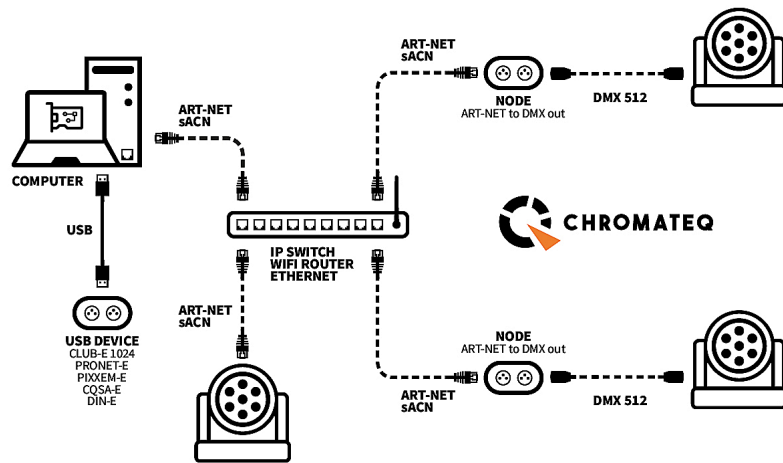 ART-NET
sACN
NODE
ART-NET to DMX out
DMX 512
ART-NET
sACN
COMPUTER
USB
CHROMATEQ
IP SWITCH
WIFI ROUTER
ETHERNET
ART-NET
sACN
USB DEVICE
CLUB-E 1024
PRONET-E
PIXXEM-E
CQSA-E
DIN-E
NODE
ART-NET to DMX out
ART-NET
sACN
DMX 512